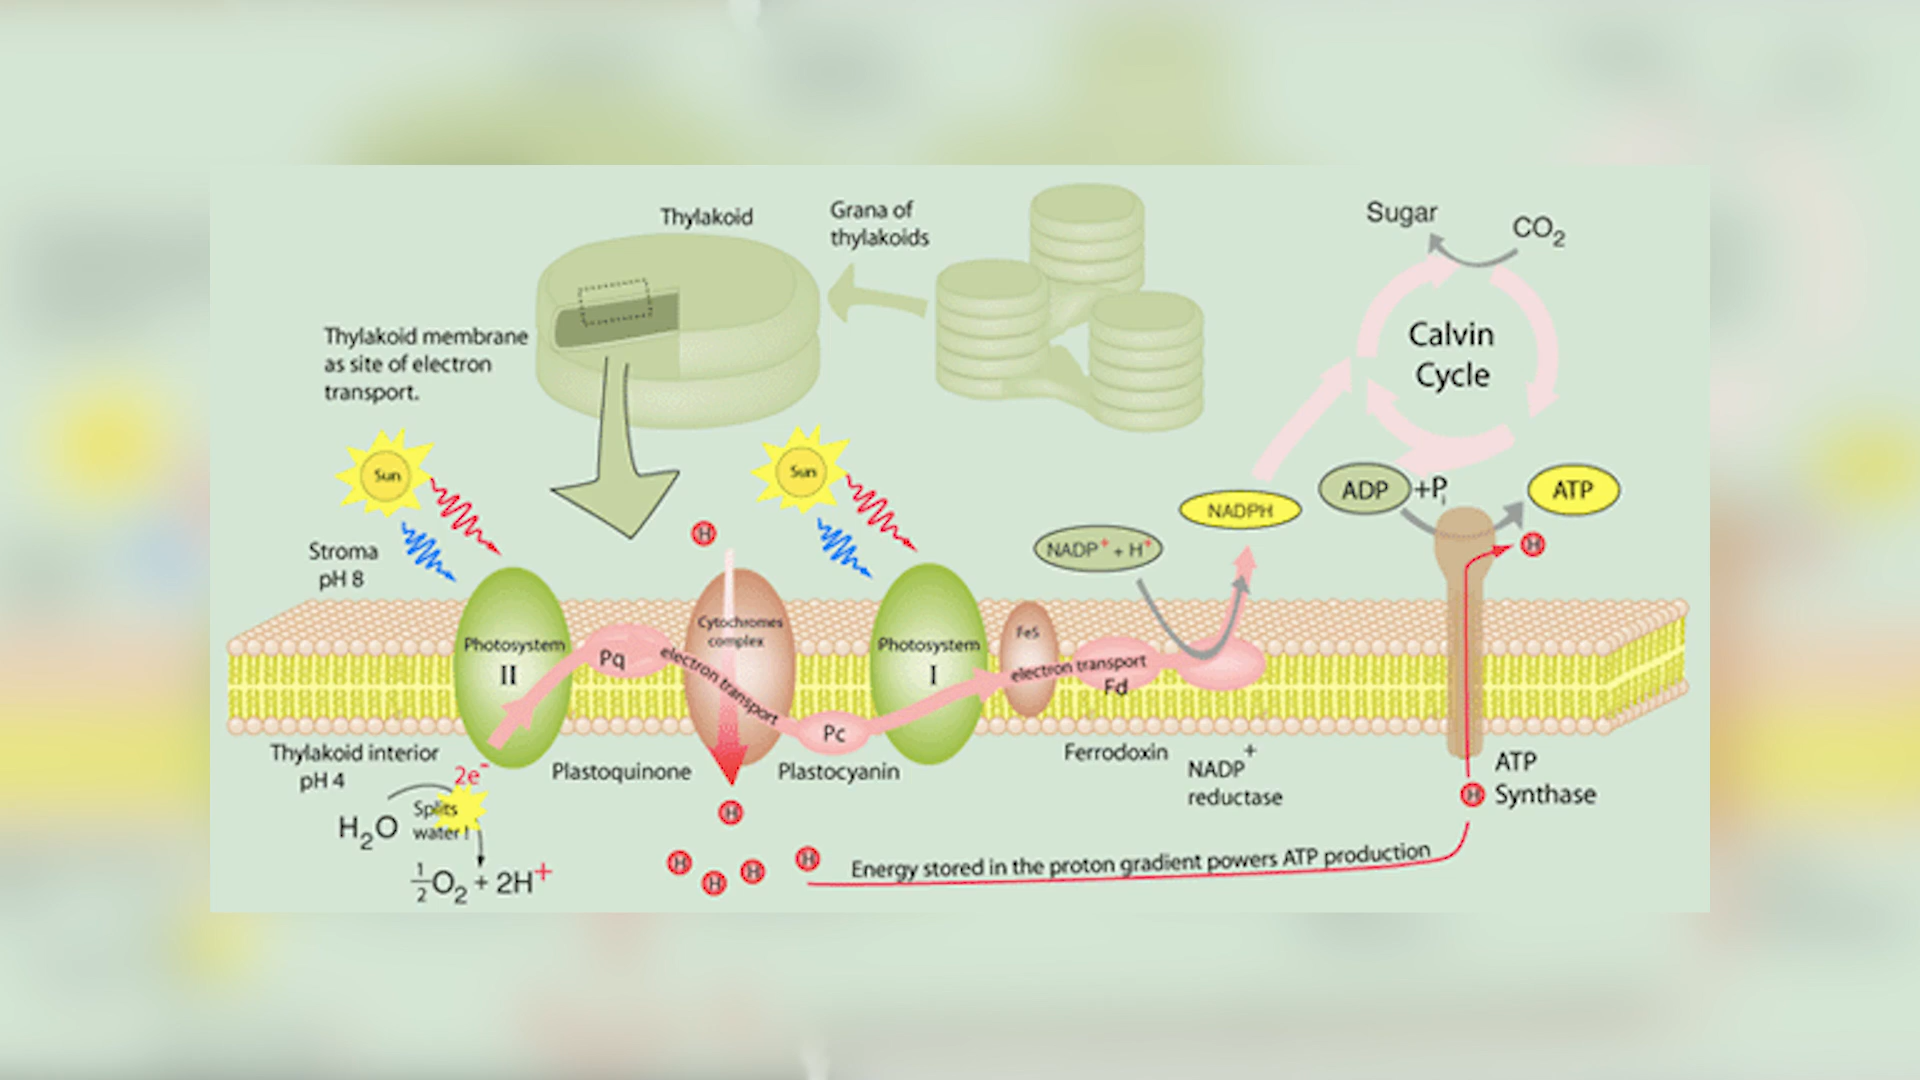 Thylakoid
Grana of
thylakoids
Sugar
CO₂
Thylakoid membrane
as site of electron
transport.
Calvin
Cycle
Sun
Sun
Stroma
pH 8
H
NADP⁺ + H⁺
NADPH
ADP +Pᵢ
ATP
H
Photosystem
II
Pq
Cytochromes
complex
electron transport
Pc
Photosystem
I
FeS
electron transport
Fd
Thylakoid interior
pH 4
2e⁻
Plastoquinone
Plastocyanin
Ferrodoxin
NADP⁺
reductase
ATP
Synthase
H
H₂O
Splits
water!
½O₂ + 2H⁺
H
H
H
H
H
Energy stored in the proton gradient powers ATP production